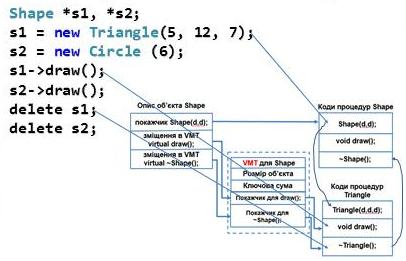 Shape *s1, *s2;
s1 = new Triangle(5, 12, 7);
s2 = new Circle (6);
s1->draw();
s2->draw();
delete s1;
delete s2;
Опис об'єкта Shape
покажчик Shape(d,d);
зміщення в VMT
virtual draw();
зміщення в VMT
virtual ~Shape();
VMT для Shape
Розмір об'єкта
Ключова сума
Покажчик для draw();
Покажчик для
~Shape();
Коди процедур Shape
Shape(d,d);
void draw();
~Shape();
Коди процедур
Triangle
Triangle(d,d,d);
void draw();
~Triangle();